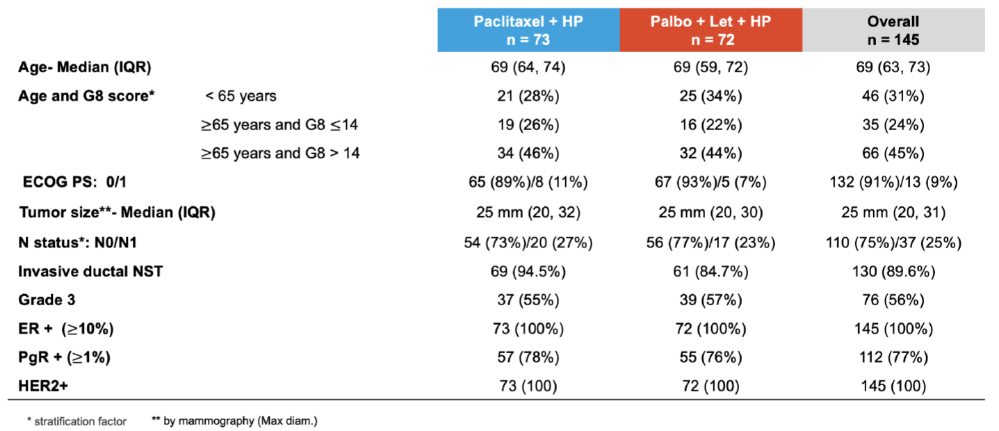 Paclitaxel + HP Palbo + Let + HP Overall
n = 73 n = 72 n = 145
Age- Median (IQR) 69 (64, 74) 69 (59, 72) 69 (63, 73)
Age and G8 score* < 65 years 21 (28%) 25 (34%) 46 (31%)
≥65 years and G8 ≤14 19 (26%) 16 (22%) 35 (24%)
≥65 years and G8 > 14 34 (46%) 32 (44%) 66 (45%)
ECOG PS: 0/1 65 (89%)/8 (11%) 67 (93%)/5 (7%) 132 (91%)/13 (9%)
Tumor size**- Median (IQR) 25 mm (20, 32) 25 mm (20, 30) 25 mm (20, 31)
N status*: N0/N1 54 (73%)/20 (27%) 56 (77%)/17 (23%) 110 (75%)/37 (25%)
Invasive ductal NST 69 (94.5%) 61 (84.7%) 130 (89.6%)
Grade 3 37 (55%) 39 (57%) 76 (56%)
ER + (≥10%) 73 (100%) 72 (100%) 145 (100%)
PgR + (≥1%) 57 (78%) 55 (76%) 112 (77%)
HER2+ 73 (100) 72 (100) 145 (100)
* stratification factor ** by mammography (Max diam.)